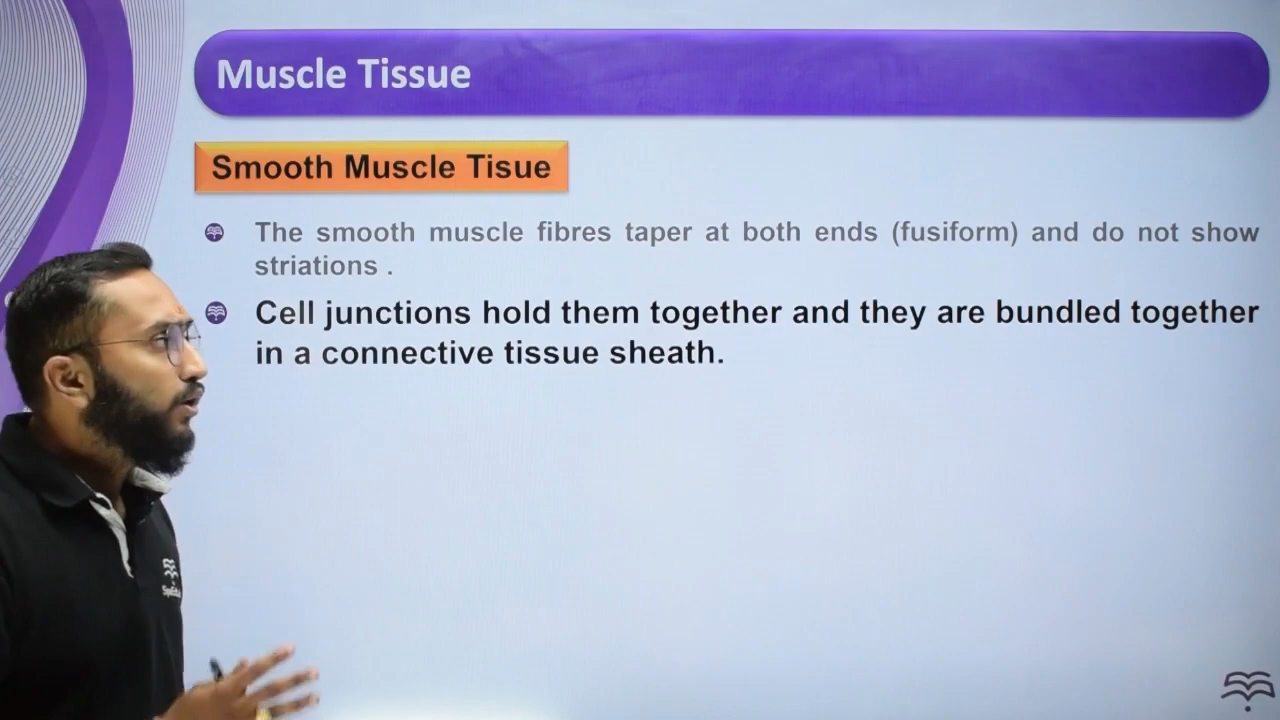 Muscle Tissue
Smooth Muscle Tisue
The smooth muscle fibres taper at both ends (fusiform) and do not show
striations .
Cell junctions hold them together and they are bundled together
in a connective tissue sheath.